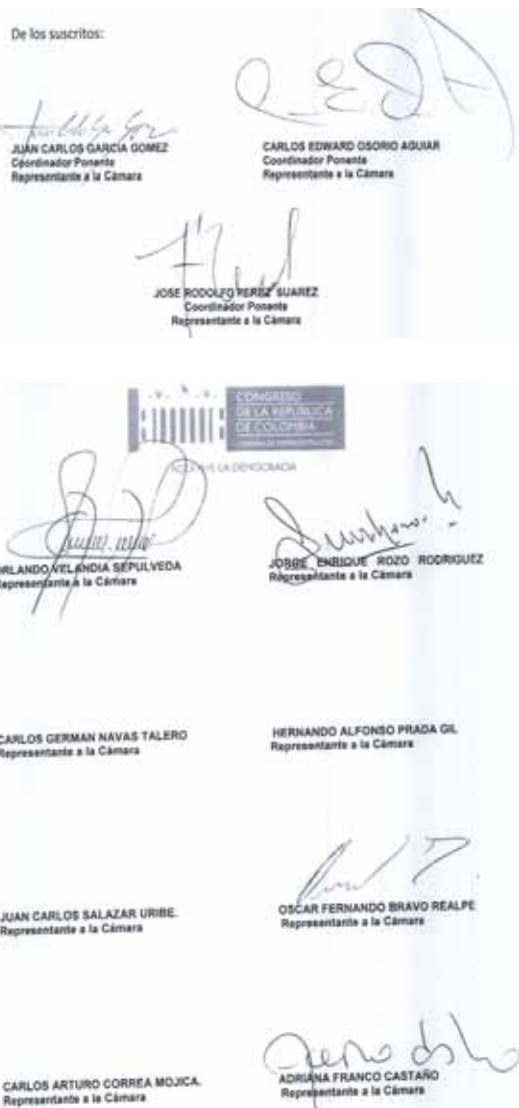 De los suscritos:
JUAN CARLOS GARCIA GOMEZ
Coordinador Ponente
Representante a la Cámara
CARLOS EDWARD OSORIO AGUIAR
Coordinador Ponente
Representante a la Cámara
JOSE RODOLFO PEREZ SUAREZ
Coordinador Ponente
Representante a la Cámara
CONGRESO
DE LA REPÚBLICA
DE COLOMBIA
LA DEMOCRACIA
ORLANDO VELANDIA SEPULVEDA
Representante a la Cámara
JORGE ENRIQUE ROZO RODRIGUEZ
Representante a la Cámara
CARLOS GERMAN NAVAS TALERO
Representante a la Cámara
HERNANDO ALFONSO PRADA GIL
Representante a la Cámara
JUAN CARLOS SALAZAR URIBE.
Representante a la Cámara
OSCAR FERNANDO BRAVO REALPE
Representante a la Cámara
CARLOS ARTURO CORREA MOJICA.
Representante a la Cámara
ADRIANA FRANCO CASTAÑO
Representante a la Cámara